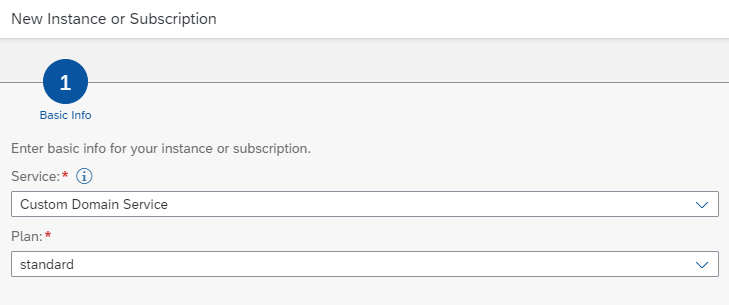 New Instance or Subscription
1
Basic Info
Enter basic info for your instance or subscription.
Service:* i
Custom Domain Service
Plan:*
standard